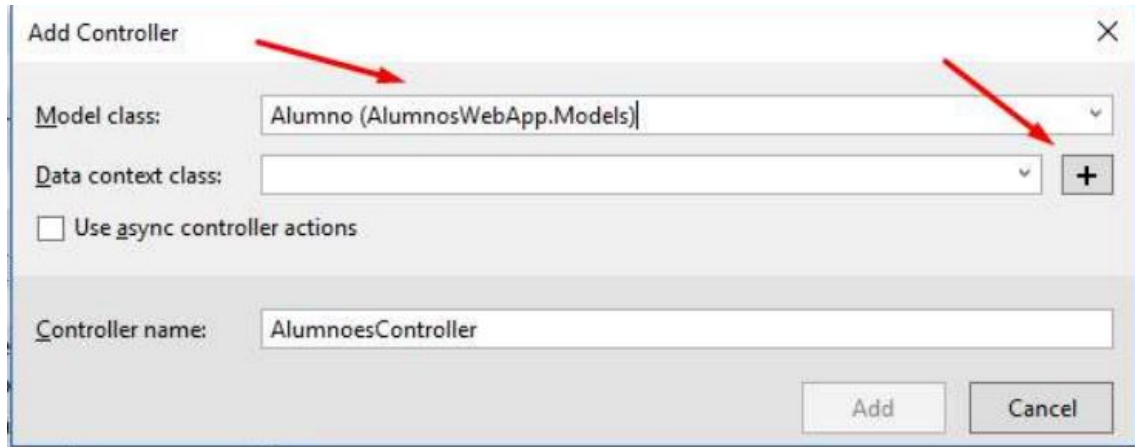 Add Controller
Model class: Alumno (AlumnosWebApp.Models)
Data context class: +
Use async controller actions
Controller name: AlumnoesController
Add Cancel